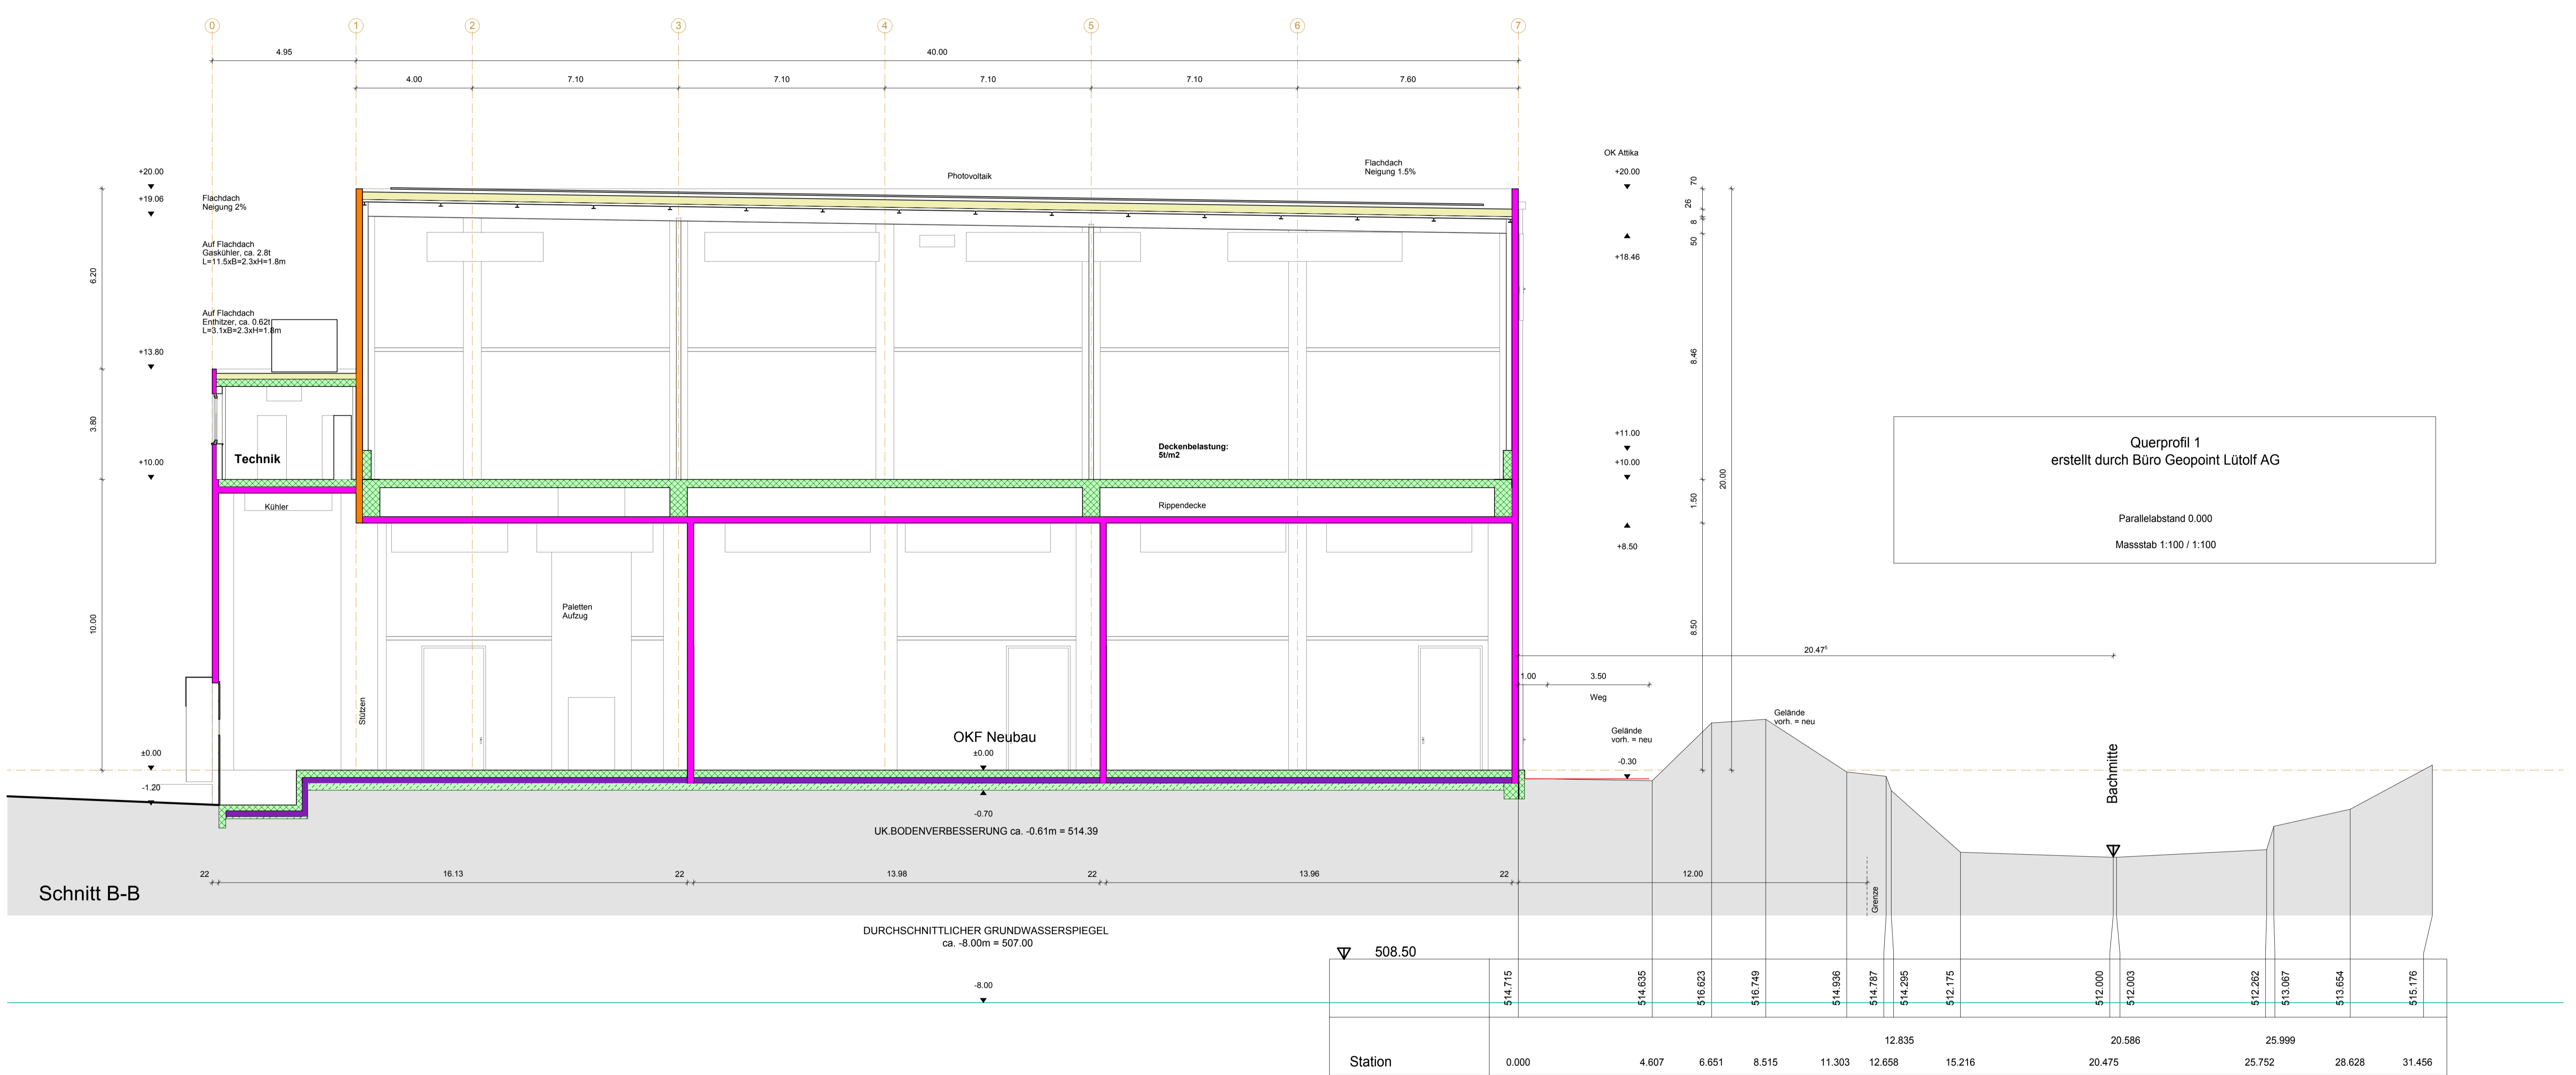 0 1 2 3 4 5 6 7
4.95 40.00
4.00 7.10 7.10 7.10 7.10 7.60
OK Attika
+20.00
+19.06
Flachdach
Neigung 2%
Auf Flachdach
Gaskühler, ca. 2.8t
L=11.5xB=2.3xH=1.8m
Auf Flachdach
Enthitzer, ca. 0.62t
L=3.1xB=2.3xH=1.8m
+13.80
+10.00
±0.00
-1.20
6.20
3.80
10.00
Photovoltaik
Flachdach
Neigung 1.5%
+20.00
+18.46
+11.00
+10.00
+8.50
70
26
8
50
8.46
1.50
8.50
20.00
Technik
Deckenbelastung:
5t/m2
Kühler
Rippendecke
Paletten
Aufzug
Stützen
OKF Neubau
±0.00
-0.70
UK.BODENVERBESSERUNG ca. -0.61m = 514.39
Querprofil 1
erstellt durch Büro Geopoint Lütolf AG
Parallelabstand 0.000
Massstab 1:100 / 1:100
20.47⁵
1.00 3.50
Weg
Gelände
vorh. = neu
-0.30
Gelände
vorh. = neu
Bachmitte
22 16.13 22 13.98 22 13.96 22 12.00
Grenze
Schnitt B-B
DURCHSCHNITTLICHER GRUNDWASSERSPIEGEL
ca. -8.00m = 507.00
-8.00
508.50
514.715 514.635 516.623 516.749 514.936 514.787 514.295 512.175 512.000 512.003 512.262 513.067 513.654 515.176
12.835 20.586 25.999
Station 0.000 4.607 6.651 8.515 11.303 12.658 15.216 20.475 25.752 28.628 31.456